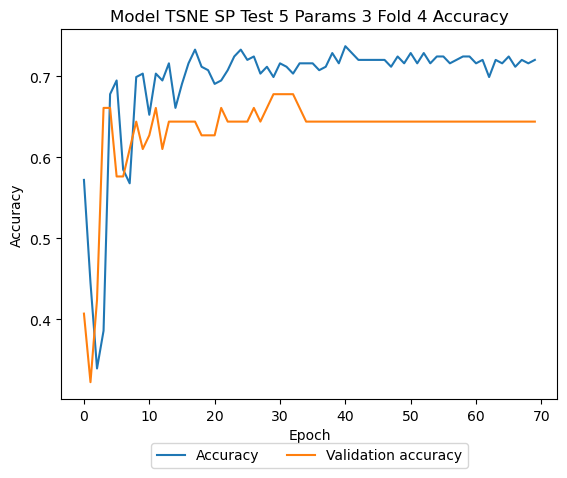 Model TSNE SP Test 5 Params 3 Fold 4 Accuracy
Accuracy
0.7
0.6
0.5
0.4
0 10 20 30 40 50 60 70
Epoch
Accuracy Validation accuracy